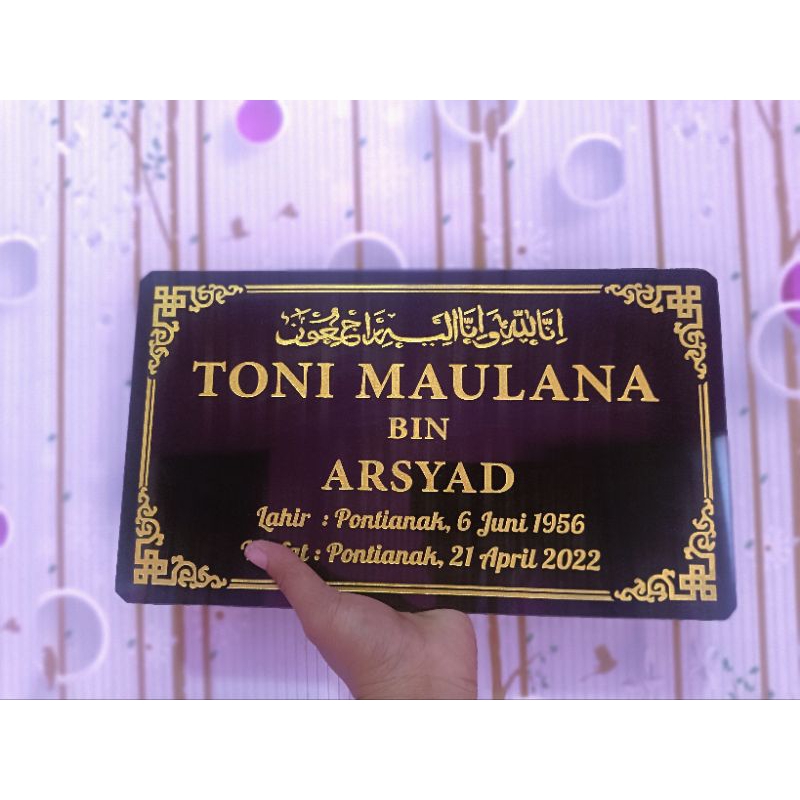 إنا لله وإنا إليه راجعون
TONI MAULANA
BIN
ARSYAD
Lahir : Pontianak, 6 Juni 1956
: Pontianak, 21 April 2022